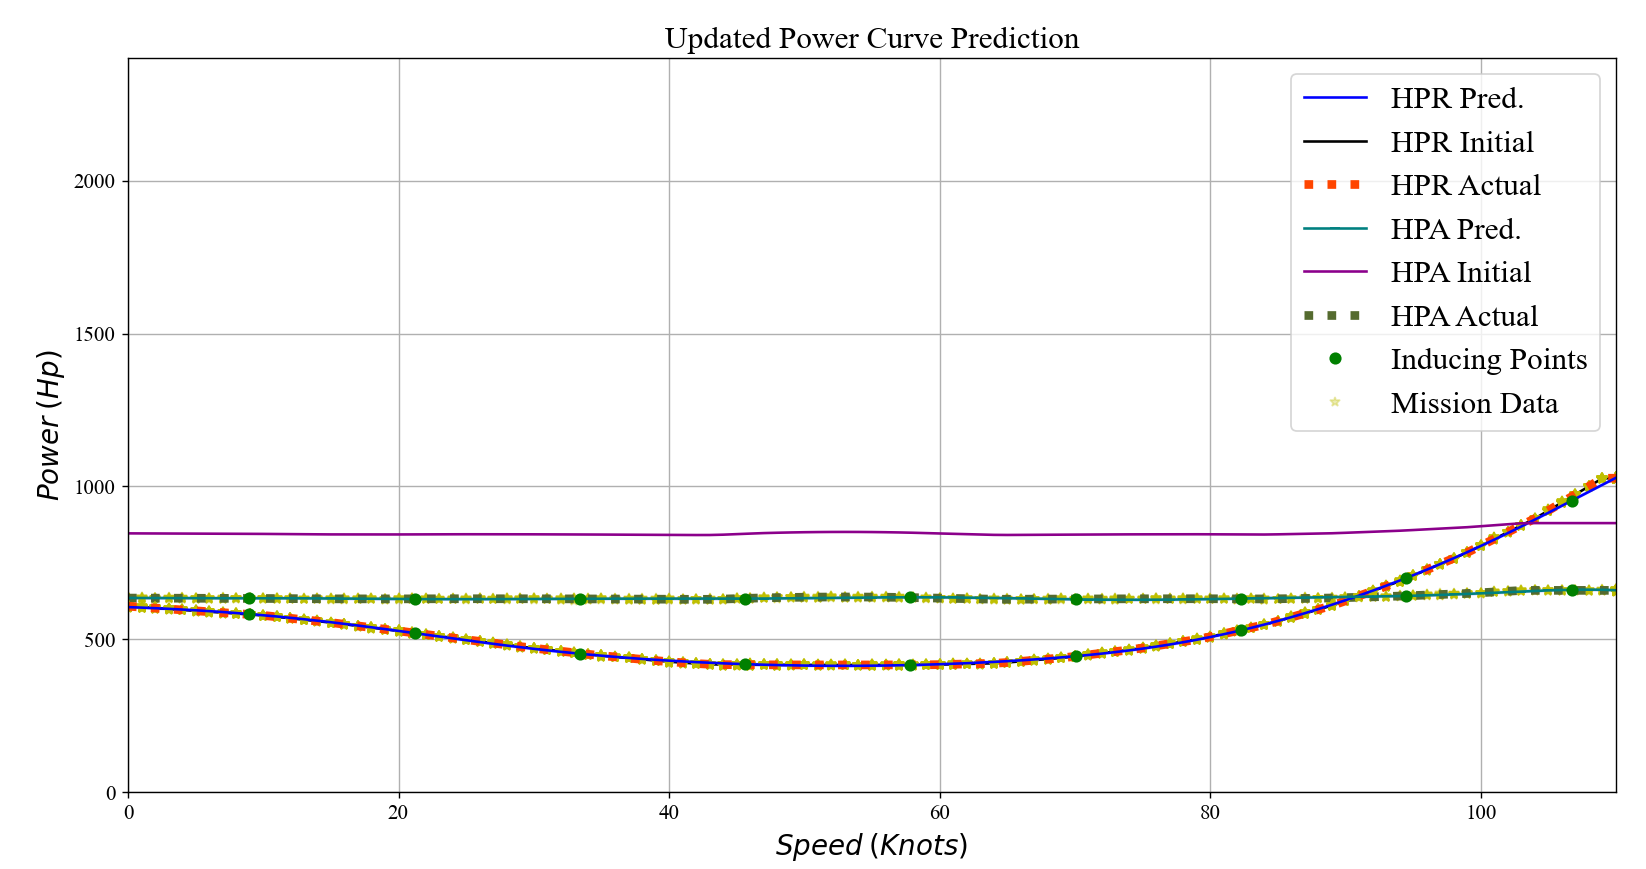 Updated Power Curve Prediction
HPR Pred.
HPR Initial
HPR Actual
HPA Pred.
HPA Initial
HPA Actual
Inducing Points
Mission Data
Power (Hp)
2000
1500
1000
500
0
0 20 40 60 80 100
Speed (Knots)